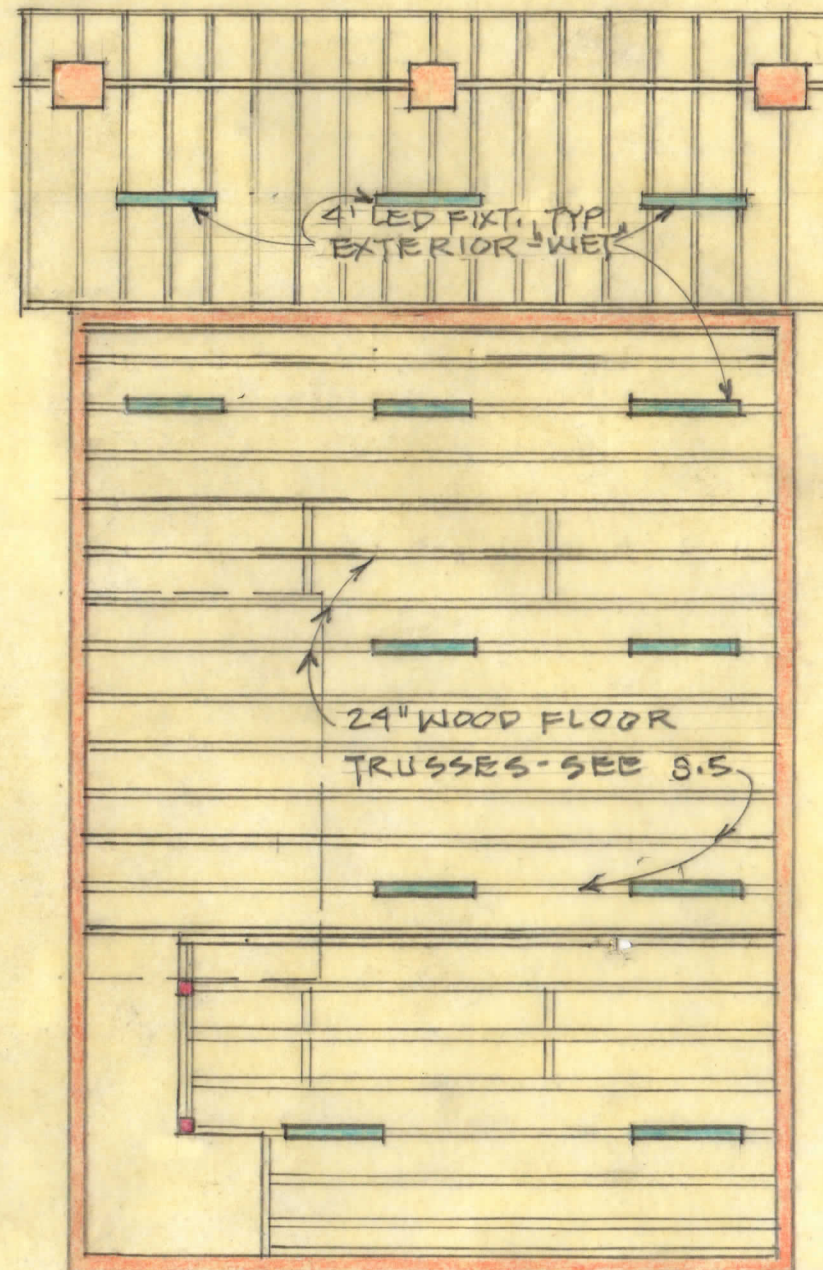 4' LED FIXT. TYP.
EXTERIOR - WET
24" WOOD FLOOR
TRUSSES - SEE S.5